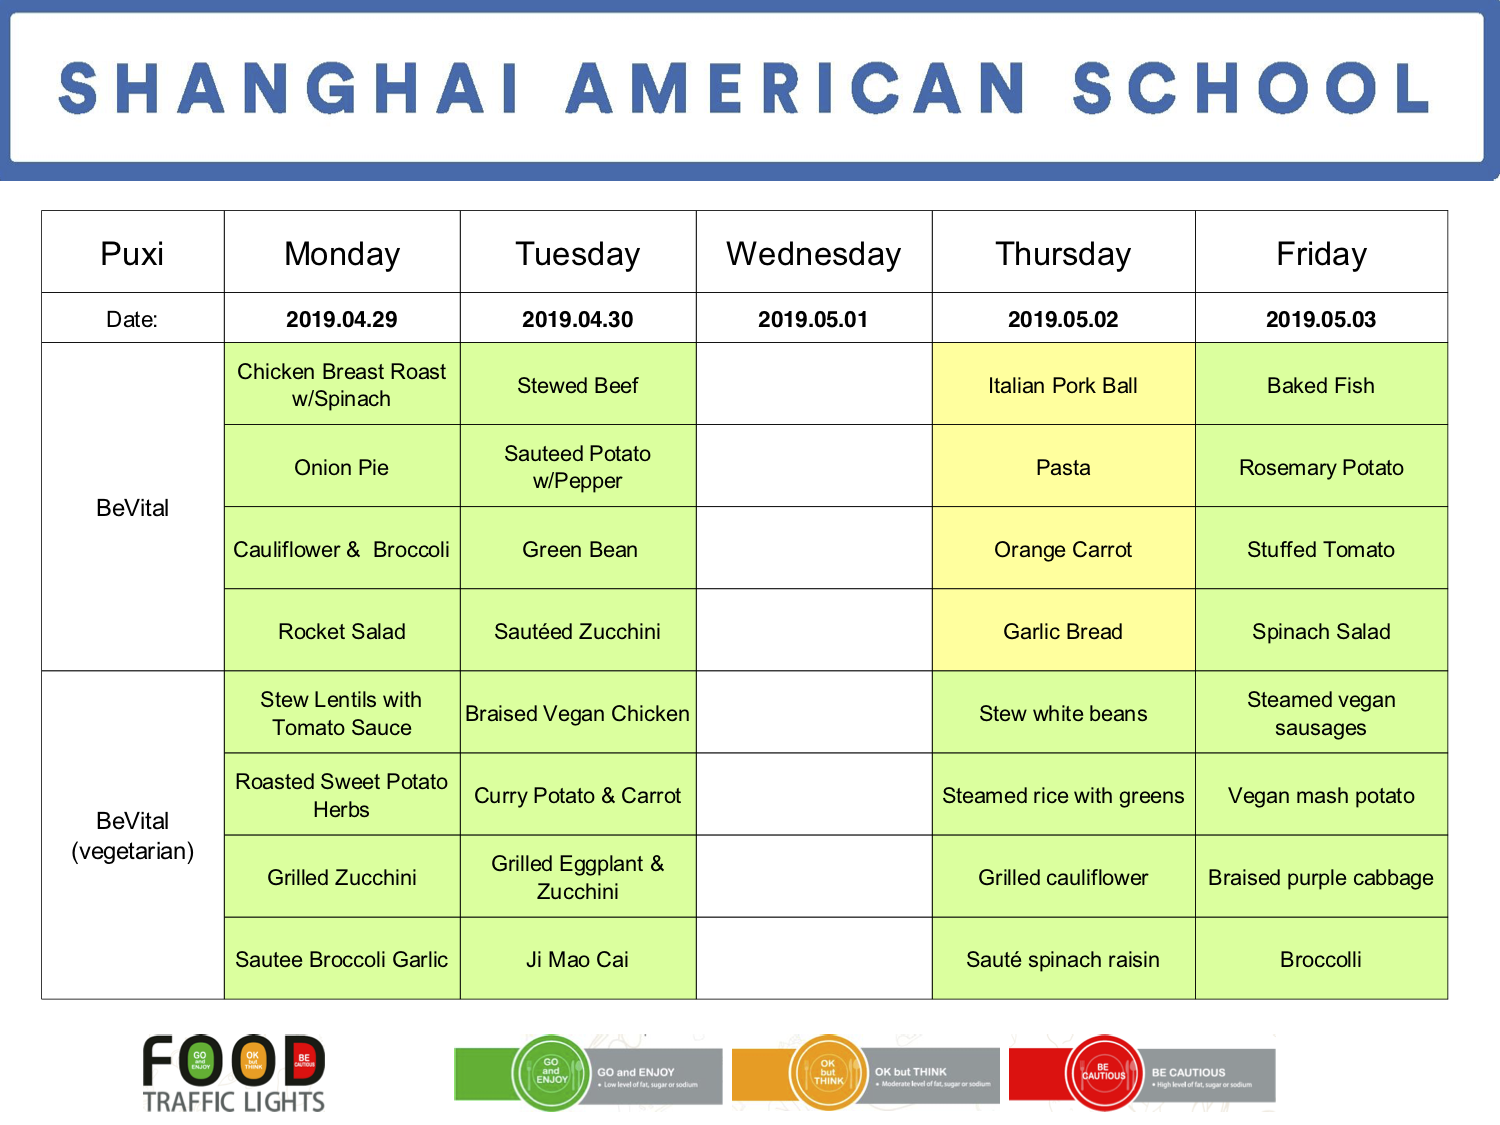 SHANGHAI AMERICAN SCHOOL
Puxi Monday Tuesday Wednesday Thursday Friday
Date: 2019.04.29 2019.04.30 2019.05.01 2019.05.02 2019.05.03
BeVital
Chicken Breast Roast
w/Spinach
Stewed Beef
Italian Pork Ball
Baked Fish
Onion Pie
Sauteed Potato
w/Pepper
Pasta
Rosemary Potato
Cauliflower & Broccoli
Green Bean
Orange Carrot
Stuffed Tomato
Rocket Salad
Sautéed Zucchini
Garlic Bread
Spinach Salad
BeVital
(vegetarian)
Stew Lentils with
Tomato Sauce
Braised Vegan Chicken
Stew white beans
Steamed vegan
sausages
Roasted Sweet Potato
Herbs
Curry Potato & Carrot
Steamed rice with greens
Vegan mash potato
Grilled Zucchini
Grilled Eggplant &
Zucchini
Grilled cauliflower
Braised purple cabbage
Sautee Broccoli Garlic
Ji Mao Cai
Sauté spinach raisin
Broccolli
FOOD
GO
and
ENJOY
OK
but
THINK
BE
CAUTIOUS
TRAFFIC LIGHTS
GO
and
ENJOY
GO and ENJOY
• Low level of fat, sugar or sodium
OK
but
THINK
OK but THINK
• Moderate level of fat, sugar or sodium
BE
CAUTIOUS
BE CAUTIOUS
• High level of fat, sugar or sodium